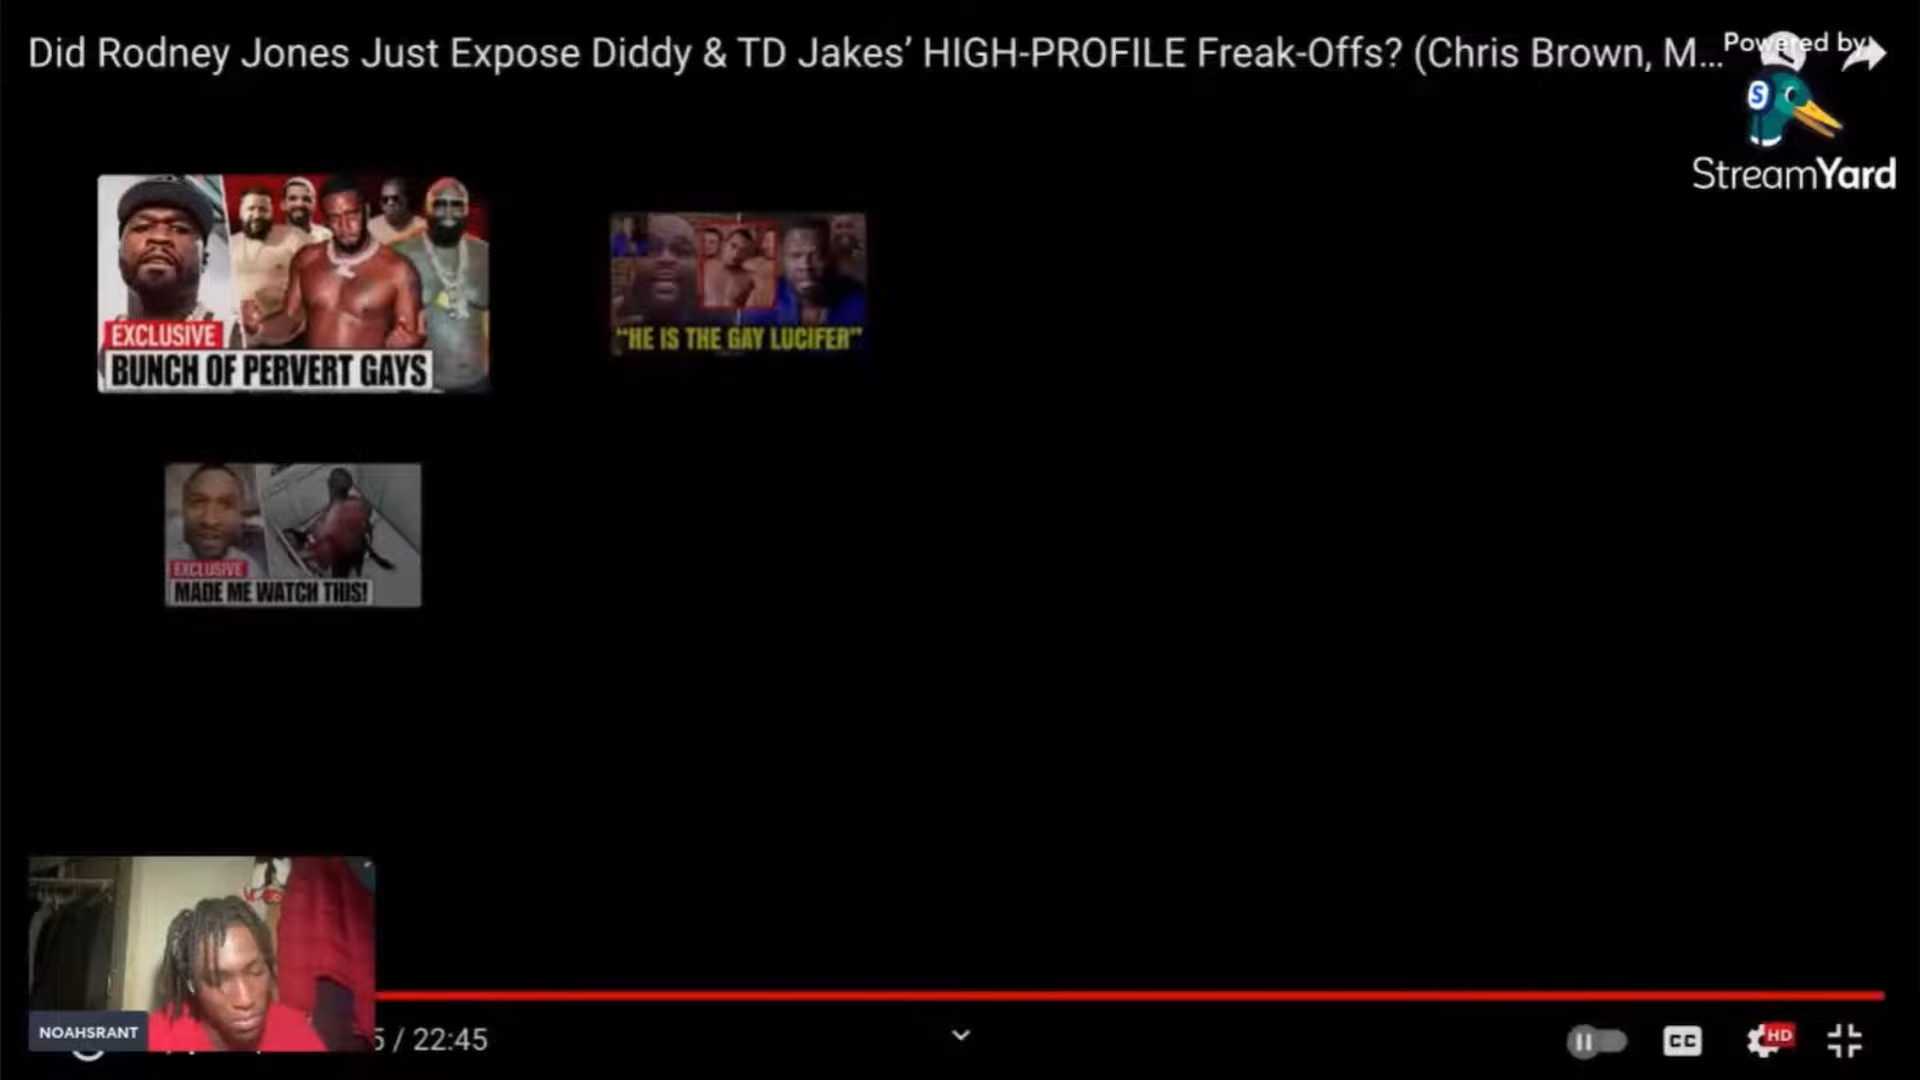 Did Rodney Jones Just Expose Diddy & TD Jakes’ HIGH-PROFILE Freak-Offs? (Chris Brown, M...
Powered by
S
StreamYard
EXCLUSIVE
BUNCH OF PERVERT GAYS
“HE IS THE GAY LUCIFER”
EXCLUSIVE
MADE ME WATCH THIS!
NOAHSRANT
5 / 22:45
CC
HD